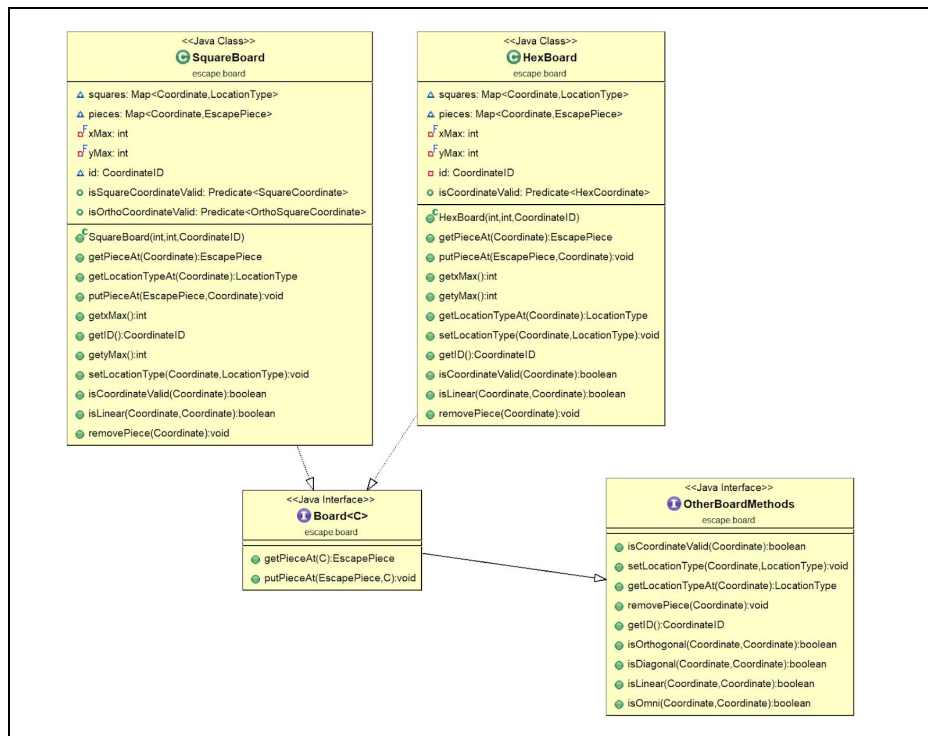 <<Java Class>>
SquareBoard
escape.board
squares: Map<Coordinate,LocationType>
pieces: Map<Coordinate,EscapePiece>
xMax: int
yMax: int
id: CoordinateID
isSquareCoordinateValid: Predicate<SquareCoordinate>
isOrthoCoordinateValid: Predicate<OrthoSquareCoordinate>
SquareBoard(int,int,CoordinateID)
getPieceAt(Coordinate):EscapePiece
getLocationTypeAt(Coordinate):LocationType
putPieceAt(EscapePiece,Coordinate):void
getxMax():int
getID():CoordinateID
getyMax():int
setLocationType(Coordinate,LocationType):void
isCoordinateValid(Coordinate):boolean
isLinear(Coordinate,Coordinate):boolean
removePiece(Coordinate):void
<<Java Class>>
HexBoard
escape.board
squares: Map<Coordinate,LocationType>
pieces: Map<Coordinate,EscapePiece>
xMax: int
yMax: int
id: CoordinateID
isCoordinateValid: Predicate<HexCoordinate>
HexBoard(int,int,CoordinateID)
getPieceAt(Coordinate):EscapePiece
putPieceAt(EscapePiece,Coordinate):void
getxMax():int
getyMax():int
getLocationTypeAt(Coordinate):LocationType
setLocationType(Coordinate,LocationType):void
getID():CoordinateID
isCoordinateValid(Coordinate):boolean
isLinear(Coordinate,Coordinate):boolean
removePiece(Coordinate):void
<<Java Interface>>
Board<C>
escape.board
getPieceAt(C):EscapePiece
putPieceAt(EscapePiece,C):void
<<Java Interface>>
OtherBoardMethods
escape.board
isCoordinateValid(Coordinate):boolean
setLocationType(Coordinate,LocationType):void
getLocationTypeAt(Coordinate):LocationType
removePiece(Coordinate):void
getID():CoordinateID
isOrthogonal(Coordinate,Coordinate):boolean
isDiagonal(Coordinate,Coordinate):boolean
isLinear(Coordinate,Coordinate):boolean
isOmni(Coordinate,Coordinate):boolean